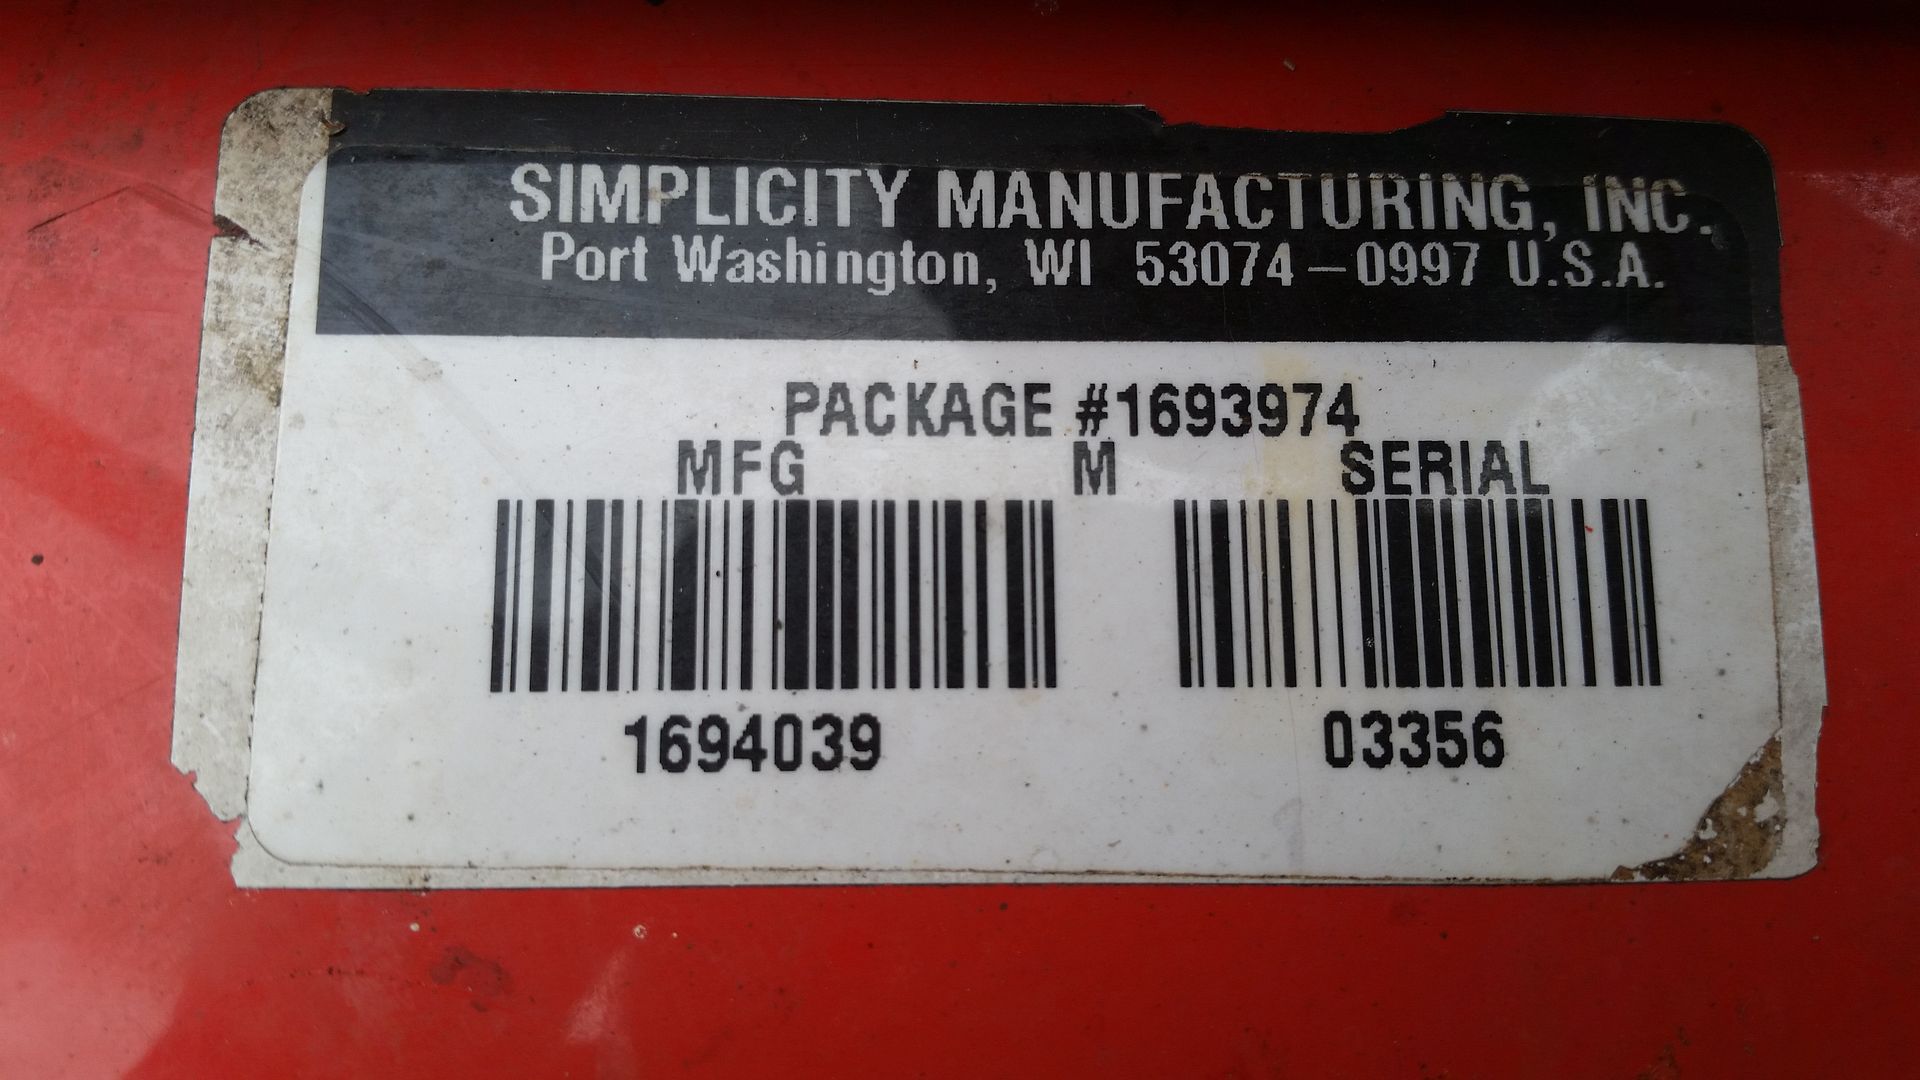 SIMPLICITY MANUFACTURING, INC.
Port Washington, WI 53074-0997 U.S.A.
PACKAGE #1693974
MFG M SERIAL
1694039 03356